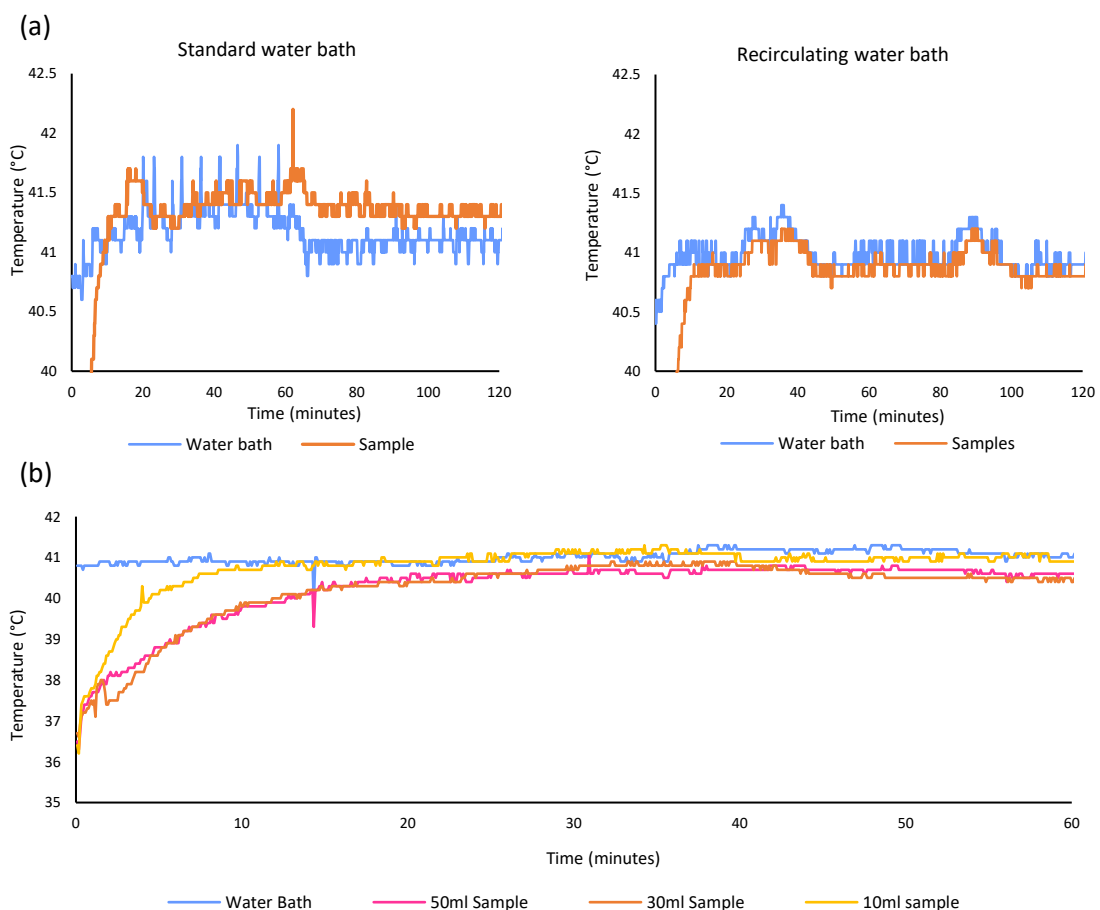 (a)
Standard water bath
42.5
42
41.5
41
40.5
40
Temperature (°C)
0 20 40 60 80 100 120
Time (minutes)
Water bath Sample
Recirculating water bath
42.5
42
41.5
41
40.5
40
Temperature (°C)
0 20 40 60 80 100 120
Time (minutes)
Water bath Samples
(b)
42
41
40
39
38
37
36
35
Temperature (°C)
0 10 20 30 40 50 60
Time (minutes)
Water Bath 50ml Sample 30ml Sample 10ml Sample